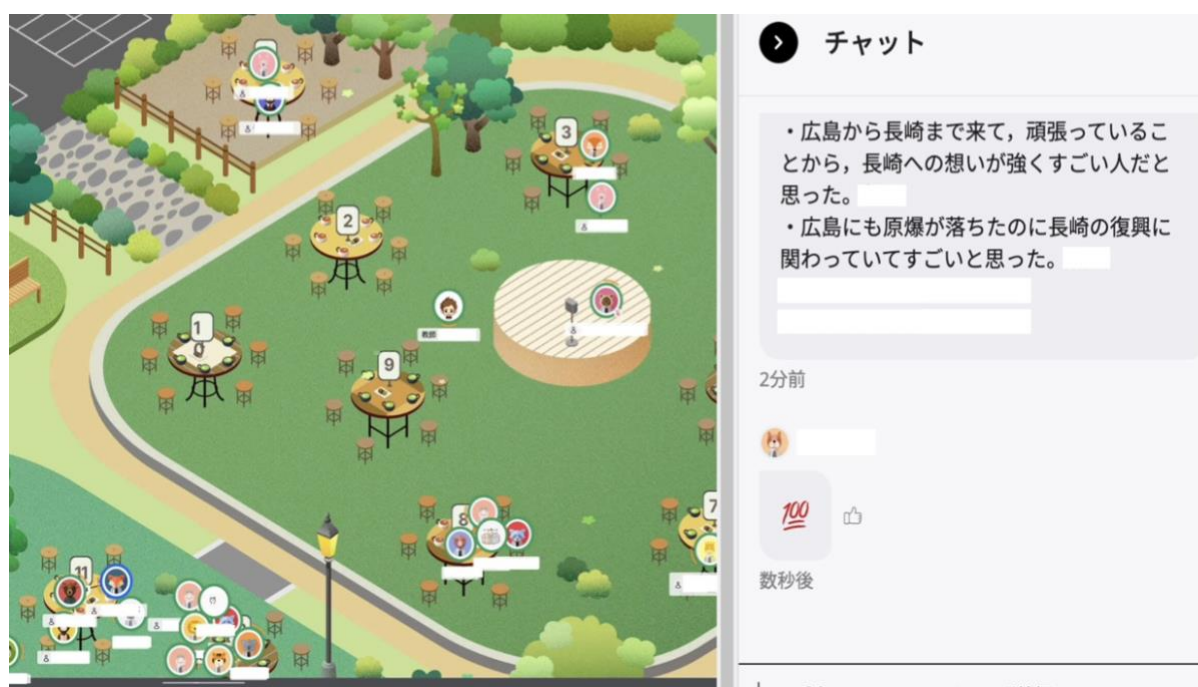 チャット
・広島から長崎まで来て，頑張っているこ
とから，長崎への想いが強くすごい人だと
思った。
・広島にも原爆が落ちたのに長崎の復興に
関わっていてすごいと思った。
2分前
💯
数秒後
3
2
1
9
教師
8
7
11